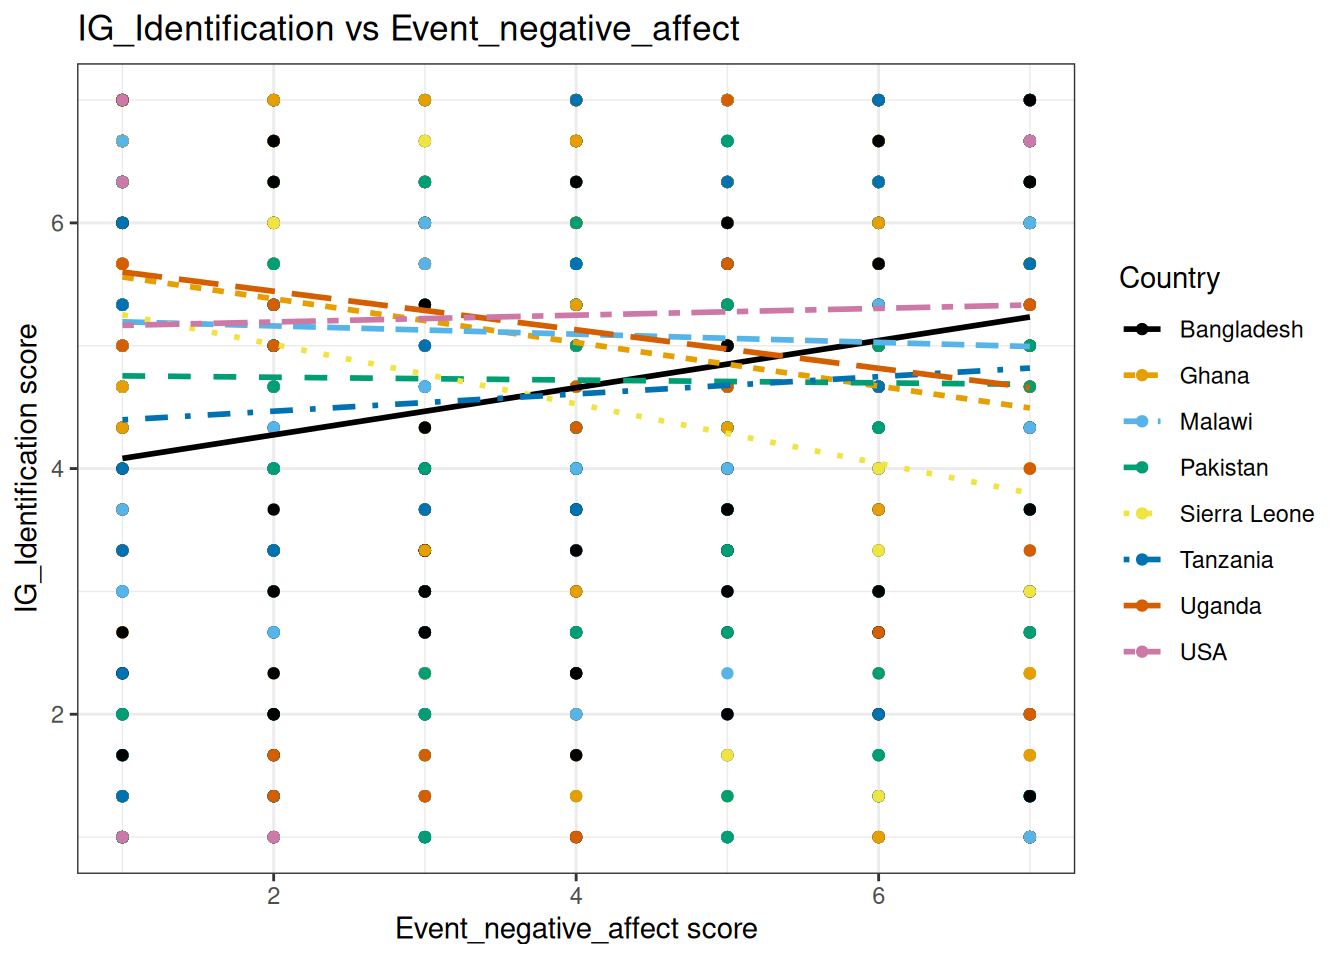 IG_Identification vs Event_negative_affect
IG_Identification score
6
4
2
2
4
6
Event_negative_affect score
Country
Bangladesh
Ghana
Malawi
Pakistan
Sierra Leone
Tanzania
Uganda
USA